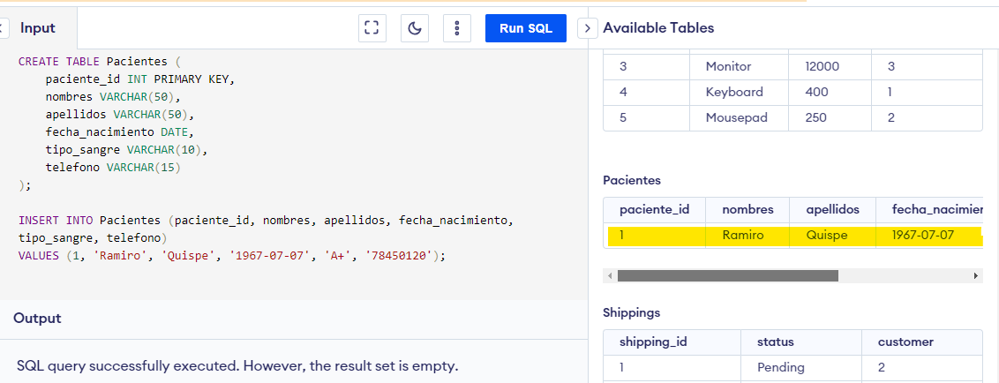 Input
Run SQL
CREATE TABLE Pacientes (
paciente_id INT PRIMARY KEY,
nombres VARCHAR(50),
apellidos VARCHAR(50),
fecha_nacimiento DATE,
tipo_sangre VARCHAR(10),
telefono VARCHAR(15)
);
INSERT INTO Pacientes (paciente_id, nombres, apellidos, fecha_nacimiento,
tipo_sangre, telefono)
VALUES (1, 'Ramiro', 'Quispe', '1967-07-07', 'A+', '78450120');
Output
SQL query successfully executed. However, the result set is empty.
Available Tables
3 Monitor 12000 3
4 Keyboard 400 1
5 Mousepad 250 2
Pacientes
paciente_id nombres apellidos fecha_nacimier
1 Ramiro Quispe 1967-07-07
Shippings
shipping_id status customer
1 Pending 2